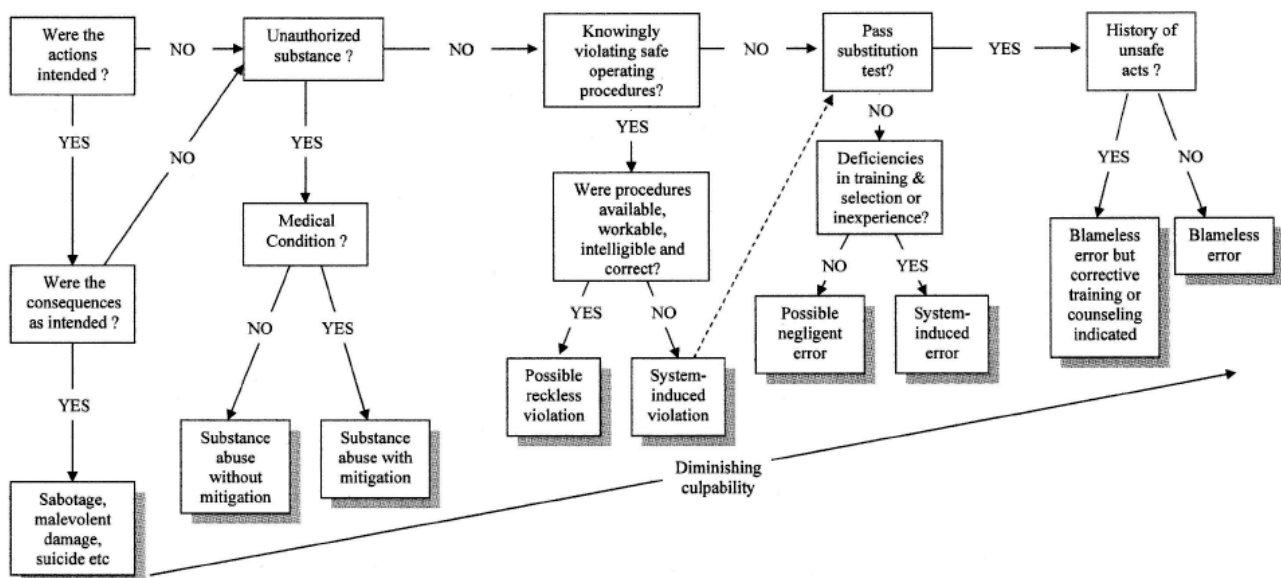 Were the
actions
intended ?
NO
Unauthorized
substance ?
NO
Knowingly
violating safe
operating
procedures?
NO
Pass
substitution
test?
YES
History of
unsafe
acts ?
YES
NO
YES
YES
NO
YES
NO
Were the
consequences
as intended ?
Medical
Condition ?
Were procedures
available,
workable,
intelligible and
correct?
Deficiencies
in training &
selection or
inexperience?
Blameless
error but
corrective
training or
counseling
indicated
Blameless
error
YES
NO
YES
YES
NO
NO
YES
Sabotage,
malevolent
damage,
suicide etc
Substance
abuse
without
mitigation
Substance
abuse with
mitigation
Possible
reckless
violation
System-
induced
violation
Possible
negligent
error
System-
induced
error
Diminishing
culpability